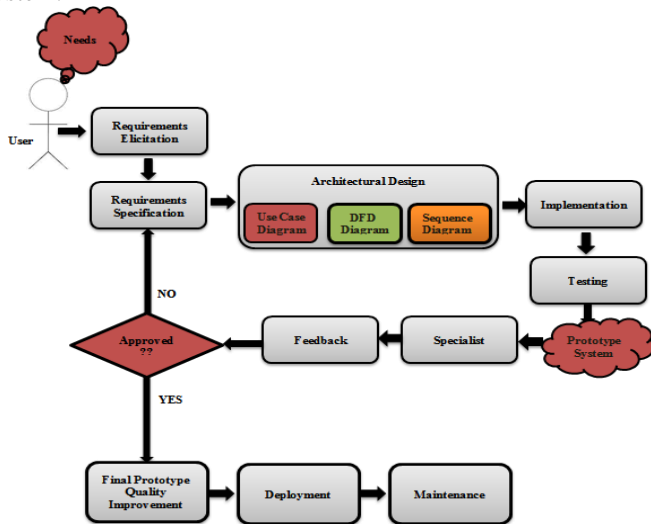 Needs
User
Requirements
Elicitation
Requirements
Specification
Architectural Design
Use Case
Diagram
DFD
Diagram
Sequence
Diagram
Implementation
Testing
Prototype
System
Specialist
Feedback
Approved
??
NO
YES
Final Prototype
Quality
Improvement
Deployment
Maintenance